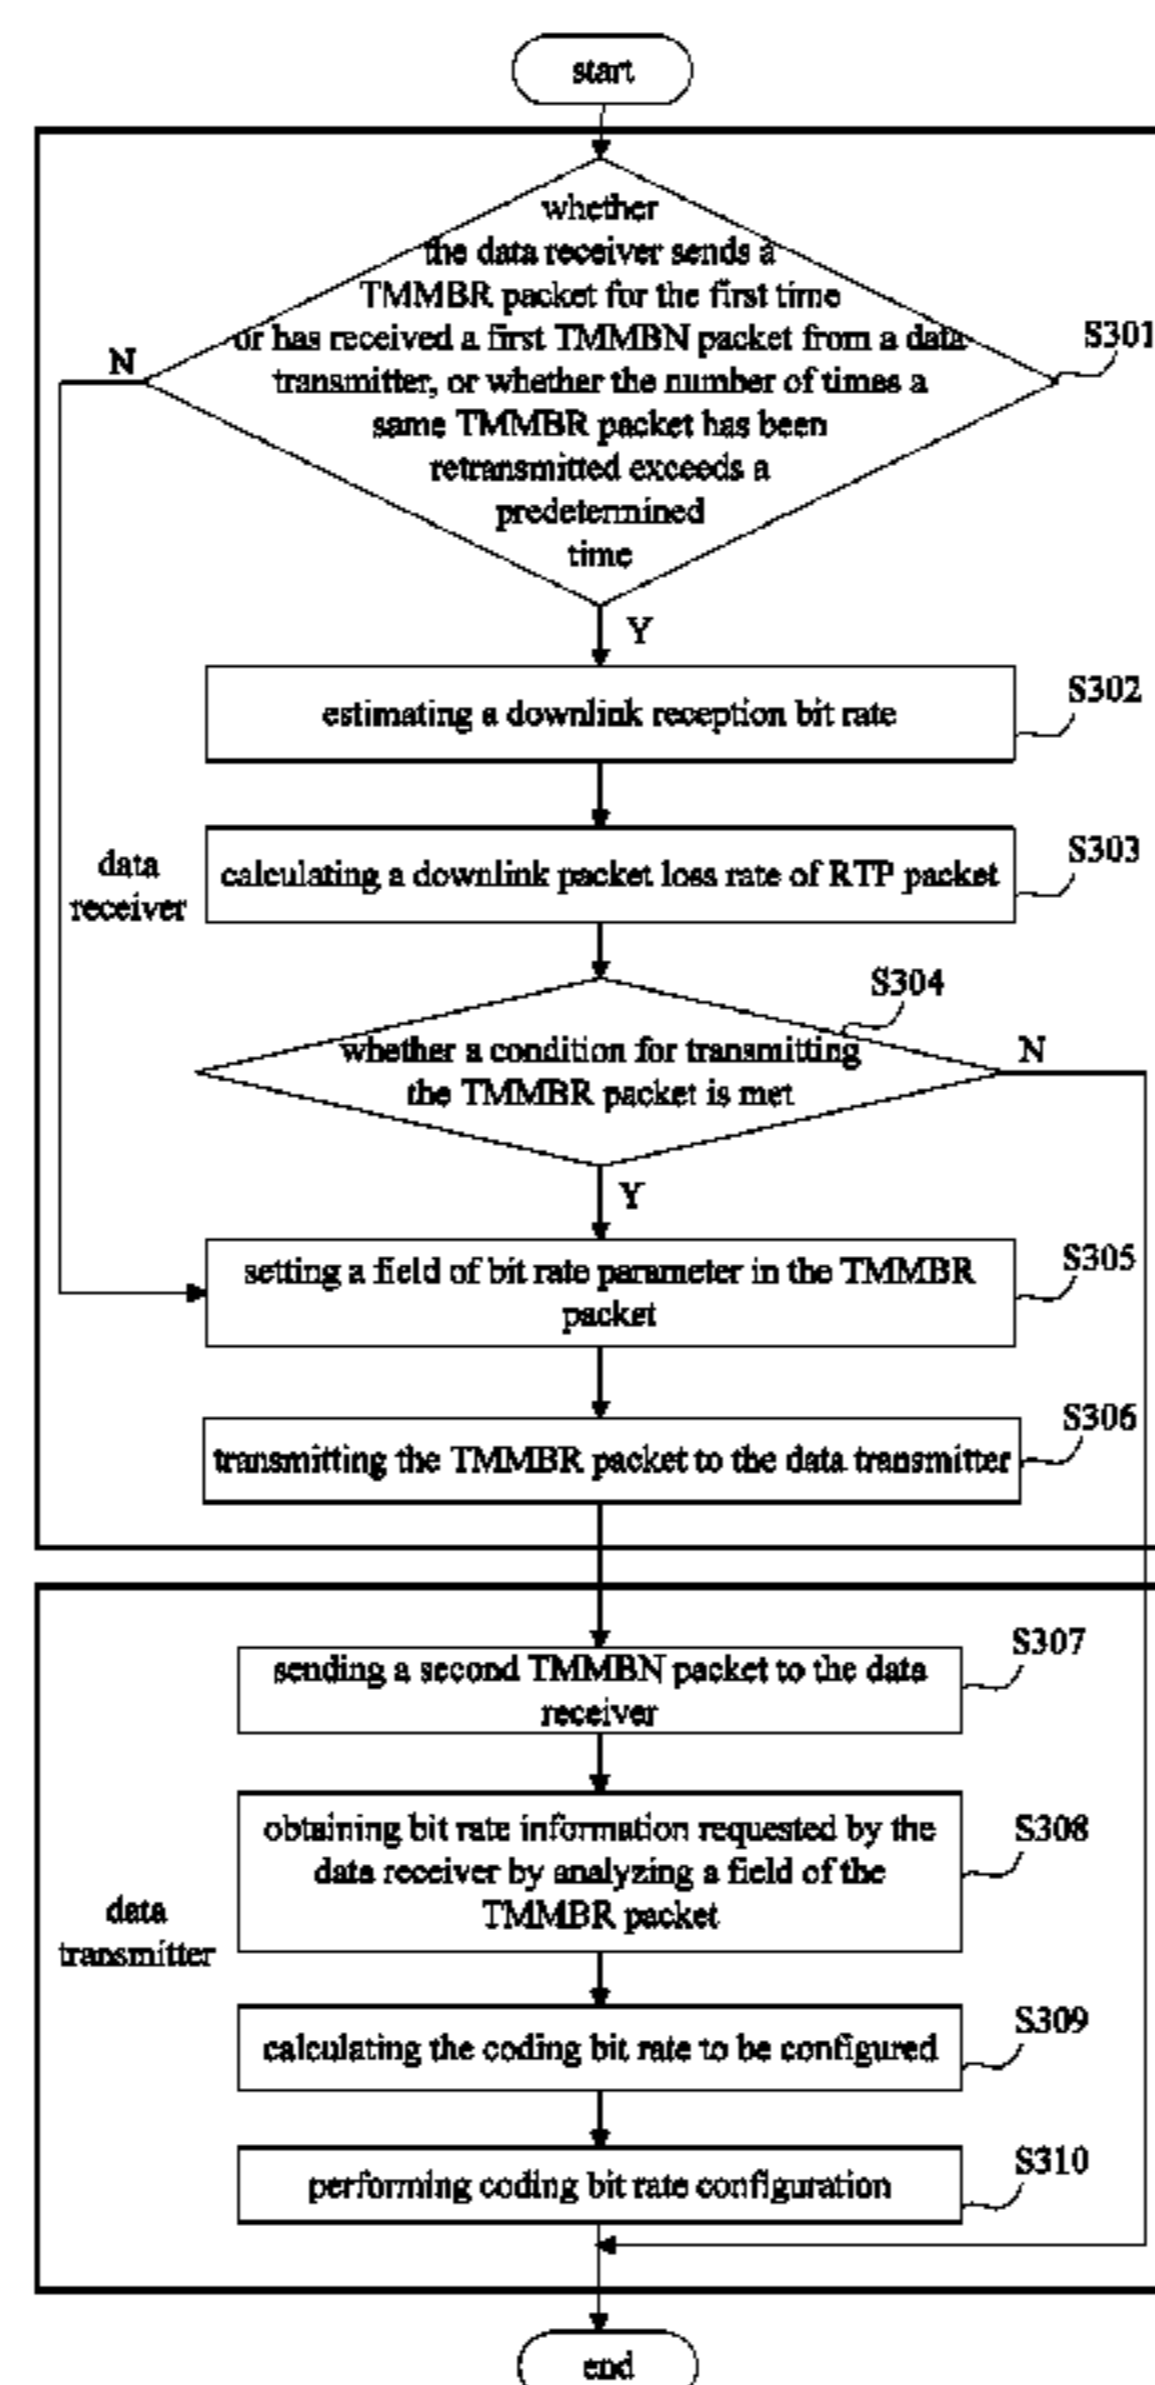 start
whether
the data receiver sends a
TMMBR packet for the first time
or has received a first TMMBN packet from a data
transmitter, or whether the number of times a
same TMMBR packet has been
retransmitted exceeds a
predetermined
time
N
S301
Y
estimating a downlink reception bit rate
S302
calculating a downlink packet loss rate of RTP packet
S303
data
receiver
whether a condition for transmitting
the TMMBR packet is met
S304
N
Y
setting a field of bit rate parameter in the TMMBR
packet
S305
transmitting the TMMBR packet to the data transmitter
S306
sending a second TMMBN packet to the data
receiver
S307
obtaining bit rate information requested by the
data receiver by analyzing a field of the
TMMBR packet
S308
data
transmitter
calculating the coding bit rate to be configured
S309
performing coding bit rate configuration
S310
end